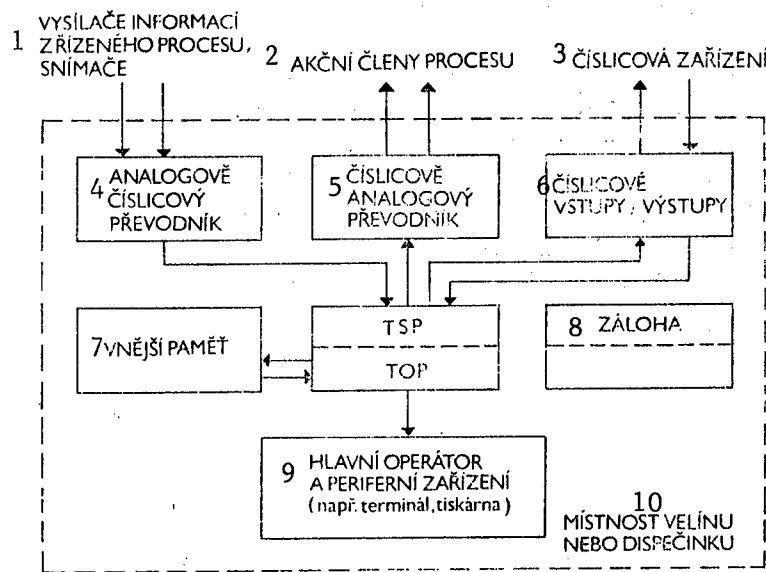 VYSÍLAČE INFORMACÍ
1 Z ŘÍZENÉHO PROCESU,
SNÍMAČE
2 AKČNÍ ČLENY PROCESU
3 ČÍSLICOVÁ ZAŘÍZENÍ
ANALOGOVĚ
4 ČÍSLICOVÝ
PŘEVODNÍK
5 ČÍSLICOVĚ
ANALOGOVÝ
PŘEVODNÍK
6 ČÍSLICOVÉ
VSTUPY / VÝSTUPY
7 VNĚJŠÍ PAMĚŤ
TSP
TOP
8 ZÁLOHA
9 HLAVNÍ OPERÁTOR
A PERIFERNÍ ZAŘÍZENÍ
(např. terminál, tiskárna)
10
MÍSTNOST VELÍNU
NEBO DISPEČINKU